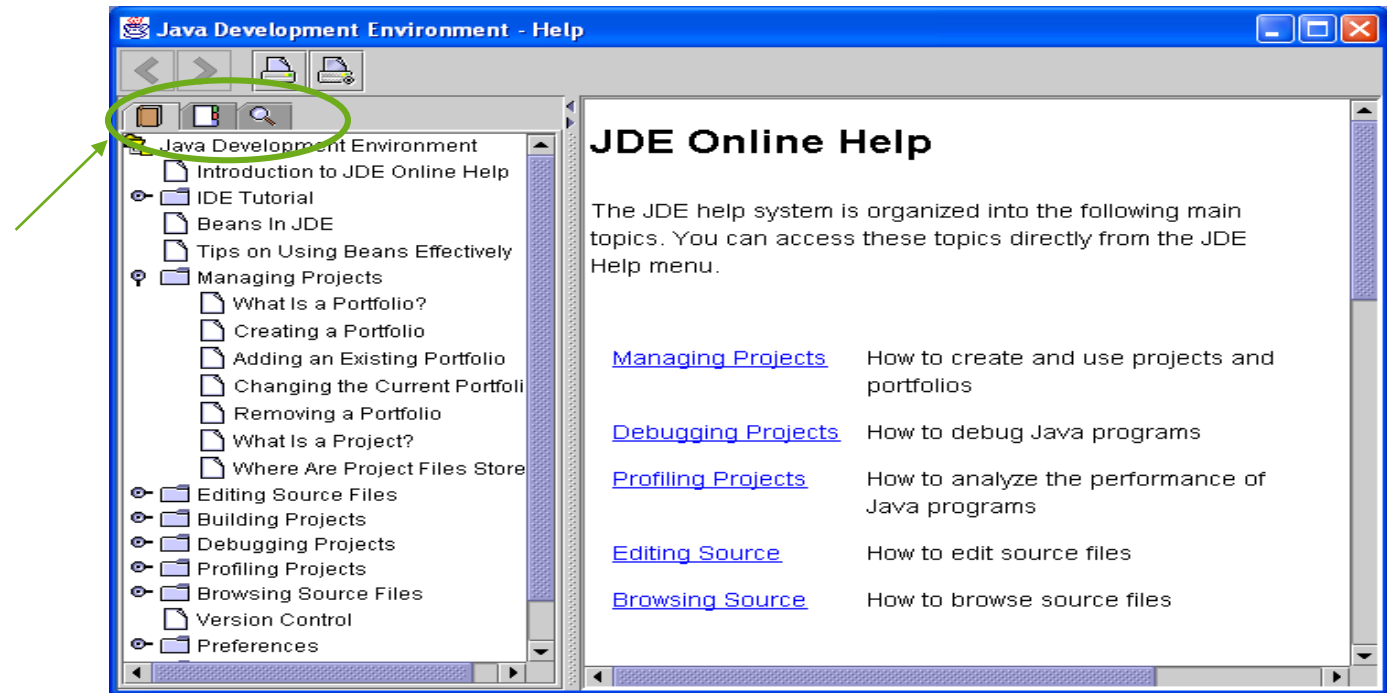 Java Development Environment - Help
Java Development Environment
Introduction to JDE Online Help
IDE Tutorial
Beans In JDE
Tips on Using Beans Effectively
Managing Projects
What Is a Portfolio?
Creating a Portfolio
Adding an Existing Portfolio
Changing the Current Portfoli
Removing a Portfolio
What Is a Project?
Where Are Project Files Store
Editing Source Files
Building Projects
Debugging Projects
Profiling Projects
Browsing Source Files
Version Control
Preferences
JDE Online Help
The JDE help system is organized into the following main
topics. You can access these topics directly from the JDE
Help menu.
Managing Projects How to create and use projects and
portfolios
Debugging Projects How to debug Java programs
Profiling Projects How to analyze the performance of
Java programs
Editing Source How to edit source files
Browsing Source How to browse source files